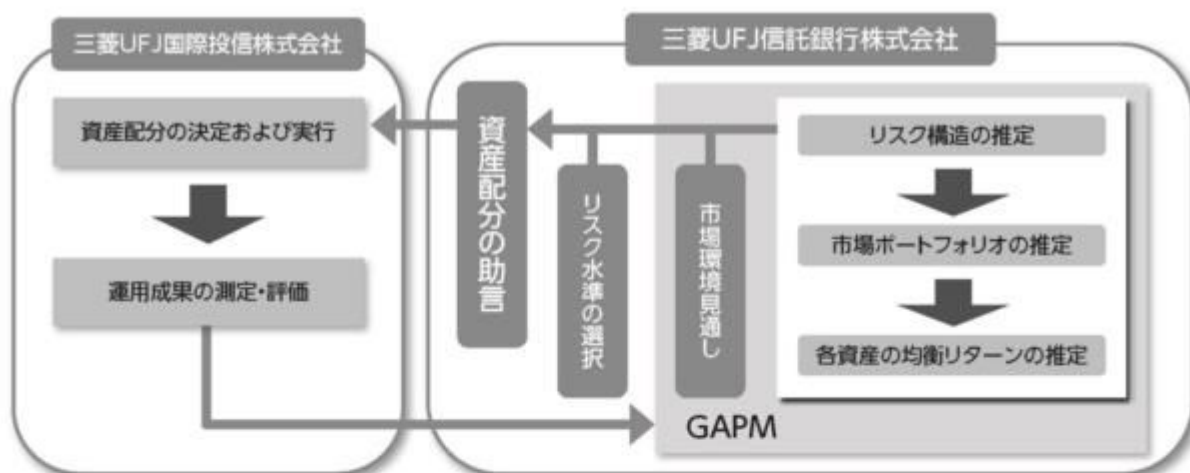 三菱UFJ国際投信株式会社
資産配分の決定および実行
運用成果の測定・評価
三菱UFJ信託銀行株式会社
資産配分の助言
リスク水準の選択
市場環境見通し
リスク構造の推定
市場ポートフォリオの推定
各資産の均衡リターンの推定
GAPM